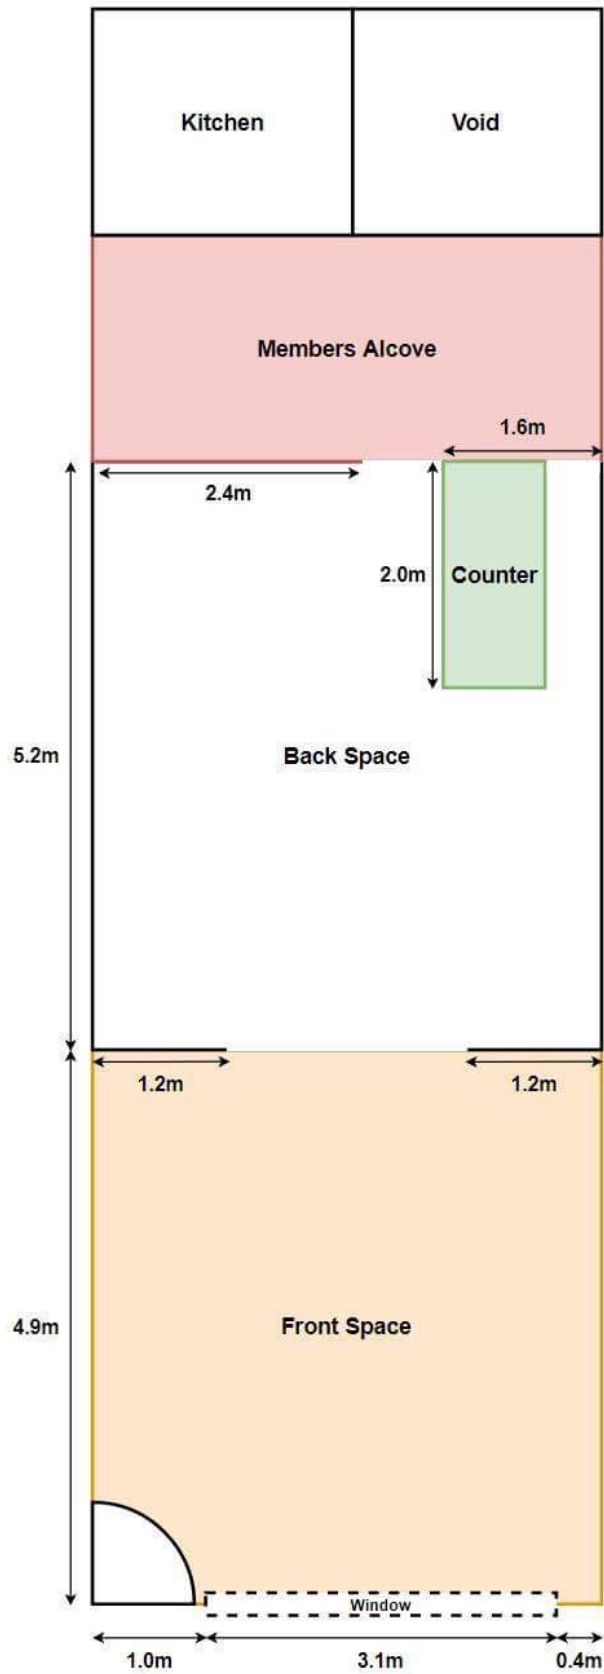 Kitchen
Void
Members Alcove
1.6m
2.4m
2.0m
Counter
5.2m
Back Space
1.2m
1.2m
4.9m
Front Space
Window
1.0m
3.1m
0.4m